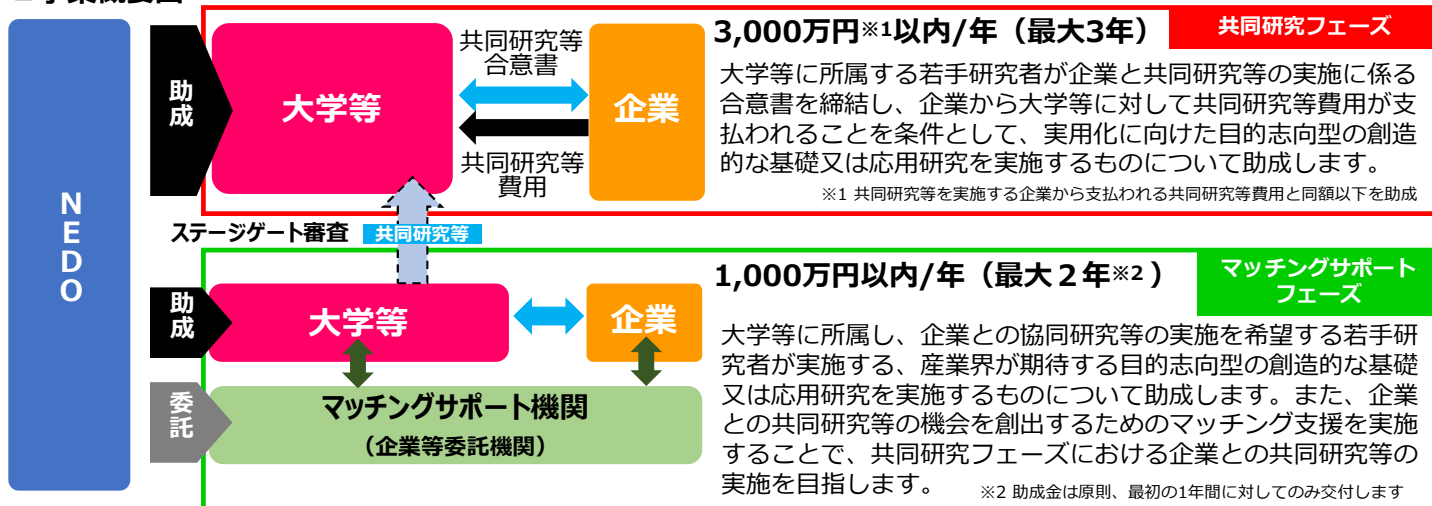 NEDO
助成
大学等
共同研究等
合意書
共同研究等
費用
企業
3,000万円※1以内/年（最大3年）
共同研究フェーズ
大学等に所属する若手研究者が企業と共同研究等の実施に係る
合意書を締結し、企業から大学等に対して共同研究等費用が支
払われることを条件として、実用化に向けた目的志向型の創造
的な基礎又は応用研究を実施するものについて助成します。
※1 共同研究等を実施する企業から支払われる共同研究等費用と同額以下を助成
ステージゲート審査
共同研究等
助成
大学等
企業
委託
マッチングサポート機関
（企業等委託機関）
1,000万円以内/年（最大２年※2 ）
マッチングサポート
フェーズ
大学等に所属し、企業との協同研究等の実施を希望する若手研
究者が実施する、産業界が期待する目的志向型の創造的な基礎
又は応用研究を実施するものについて助成します。また、企業
との共同研究等の機会を創出するためのマッチング支援を実施
することで、共同研究フェーズにおける企業との共同研究等の
実施を目指します。
※2 助成金は原則、最初の1年間に対してのみ交付します